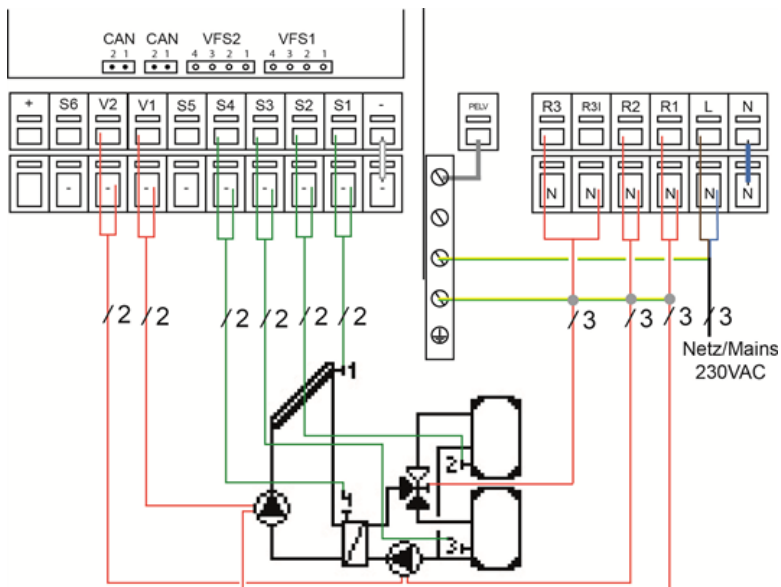 CAN CAN VFS2 VFS1
2 1 2 1 4 3 2 1 4 3 2 1
+ S6 V2 V1 S5 S4 S3 S2 S1 -
PELV
R3 R3I R2 R1 L N
- - - - - - - -
N N N N N N
/2 /2 /2 /2 /2 /2
/3 /3 /3 /3
Netz/Mains
230VAC
1
2
4
3